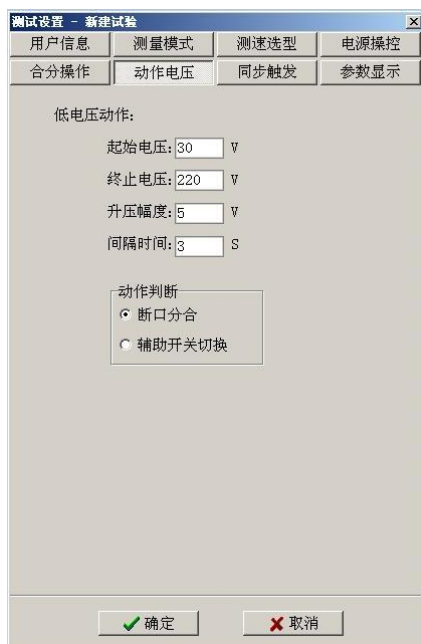 测试设置 - 新建试验
用户信息 测量模式 测速选型 电源操控
合分操作 动作电压 同步触发 参数显示
低电压动作:
起始电压: 30 V
终止电压: 220 V
升压幅度: 5 V
间隔时间: 3 S
动作判断
断口分合
辅助开关切换
确定 取消